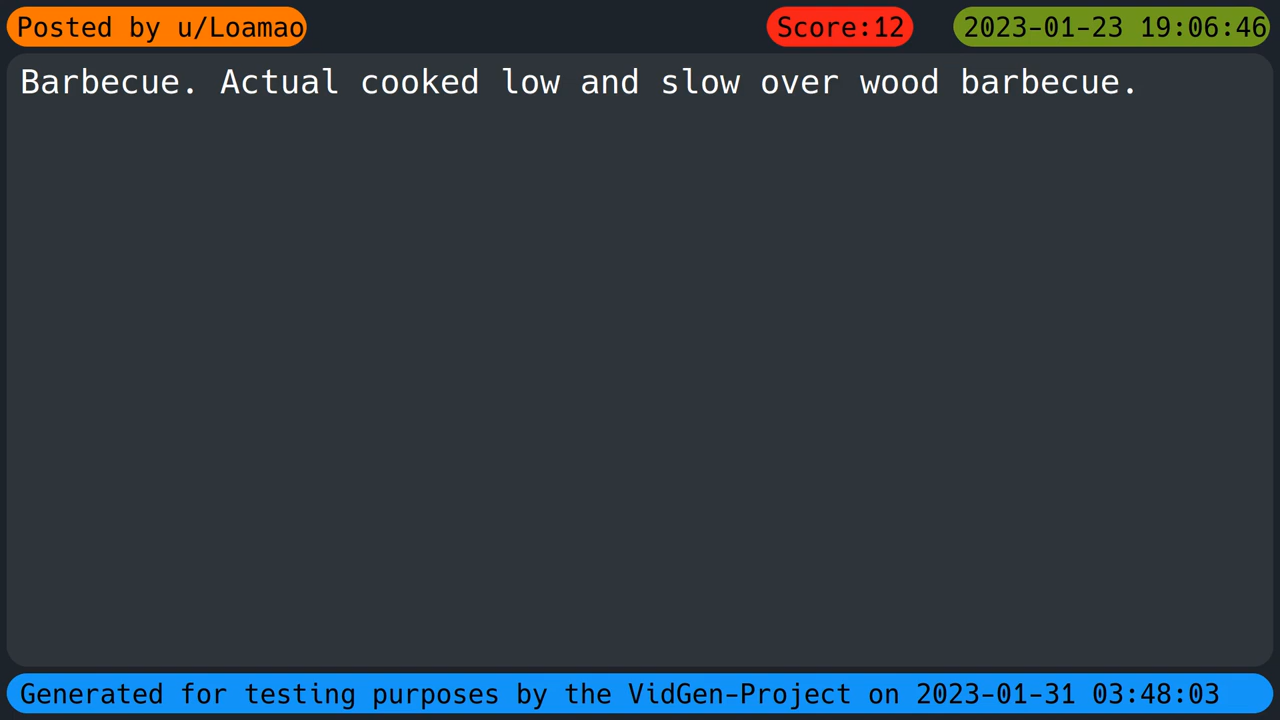 Posted by u/Loamao Score:12 2023-01-23 19:06:46
Barbecue. Actual cooked low and slow over wood barbecue.
Generated for testing purposes by the VidGen-Project on 2023-01-31 03:48:03